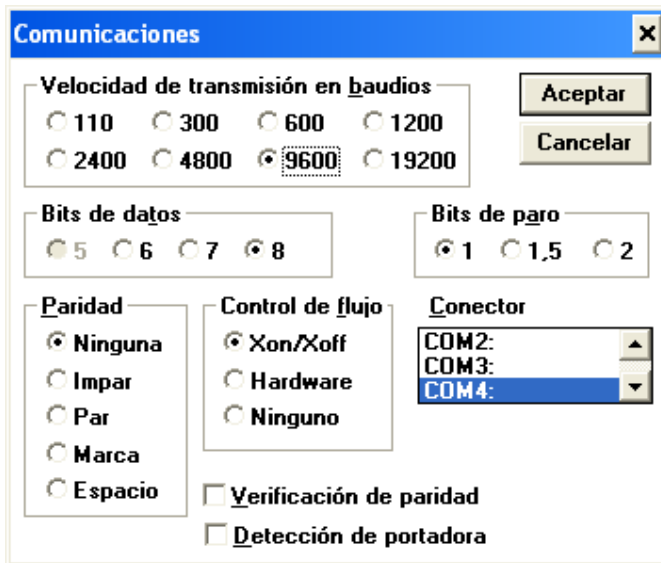 Comunicaciones
Velocidad de transmisión en baudios
110 300 600 1200
2400 4800 9600 19200
Aceptar
Cancelar
Bits de datos
5 6 7 8
Bits de paro
1 1,5 2
Paridad
Ninguna
Impar
Par
Marca
Espacio
Control de flujo
Xon/Xoff
Hardware
Ninguno
Conector
COM2:
COM3:
COM4:
Verificación de paridad
Detección de portadora